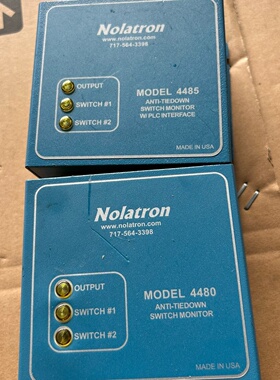 Nolatron
www.nolatron.com
717-564-3398
OUTPUT
SWITCH #1
SWITCH #2
MODEL 4485
ANTI-TIEDOWN
SWITCH MONITOR
W/ PLC INTERFACE
MADE IN USA
Nolatron
www.nolatron.com
717-564-3398
OUTPUT
SWITCH #1
SWITCH #2
MODEL 4480
ANTI-TIEDOWN
SWITCH MONITOR
MADE IN USA